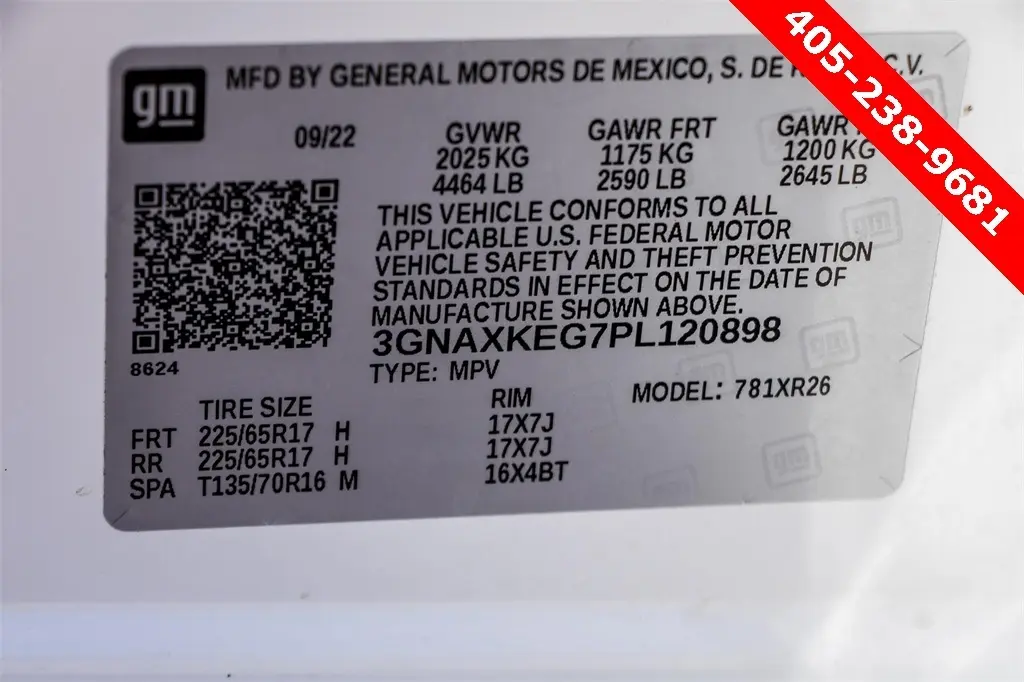 405-238-9681
gm MFD BY GENERAL MOTORS DE MEXICO, S. DE C.V.
09/22 GVWR GAWR FRT GAWR
2025 KG 1175 KG 1200 KG
4464 LB 2590 LB 2645 LB
THIS VEHICLE CONFORMS TO ALL
APPLICABLE U.S. FEDERAL MOTOR
VEHICLE SAFETY AND THEFT PREVENTION
STANDARDS IN EFFECT ON THE DATE OF
MANUFACTURE SHOWN ABOVE.
3GNAXKEG7PL120898
8624
TYPE: MPV
MODEL: 781XR26
TIRE SIZE RIM
FRT 225/65R17 H 17X7J
RR 225/65R17 H 17X7J
SPA T135/70R16 M 16X4BT